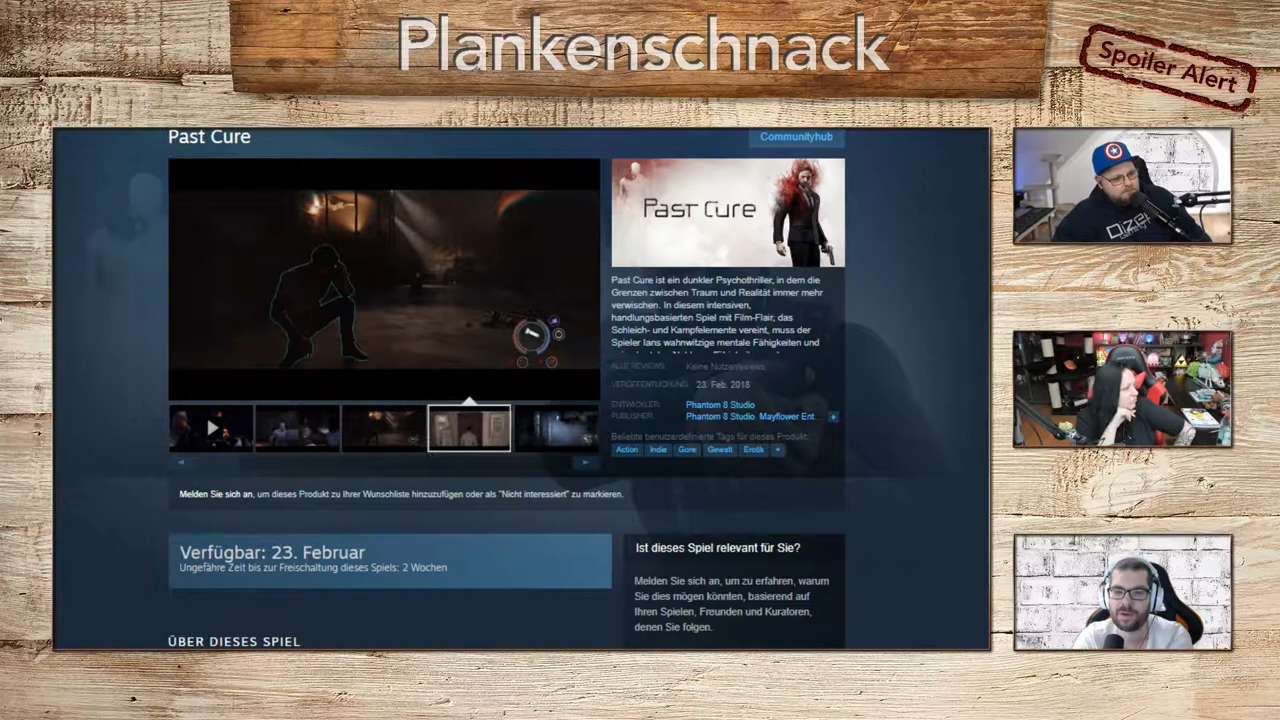 Plankenschnack
Spoiler Alert
Past Cure
Communityhub
PAST CURE
Past Cure ist ein dunkler Psychothriller, in dem die
Grenzen zwischen Traum und Realität immer mehr
verwischen. In diesem intensiven,
handlungsbasierten Spiel mit Film-Flair, das
Schleich- und Kampfelemente vereint, muss der
Spieler Ians wahnwitzige mentale Fähigkeiten und
ALLE REVIEWS: Keine Nutzerreviews
VERÖFFENTLICHUNG: 23. Feb. 2018
ENTWICKLER: Phantom 8 Studio
PUBLISHER: Phantom 8 Studio, Mayflower Ent... +
Beliebte benutzerdefinierte Tags für dieses Produkt:
Action Indie Gore Gewalt Erotik +
Melden Sie sich an, um dieses Produkt zu Ihrer Wunschliste hinzuzufügen oder als "Nicht interessiert" zu markieren.
Verfügbar: 23. Februar
Ungefähre Zeit bis zur Freischaltung dieses Spiels: 2 Wochen
Ist dieses Spiel relevant für Sie?
Melden Sie sich an, um zu erfahren, warum
Sie dies mögen könnten, basierend auf
Ihren Spielen, Freunden und Kuratoren,
denen Sie folgen.
ÜBER DIESES SPIEL